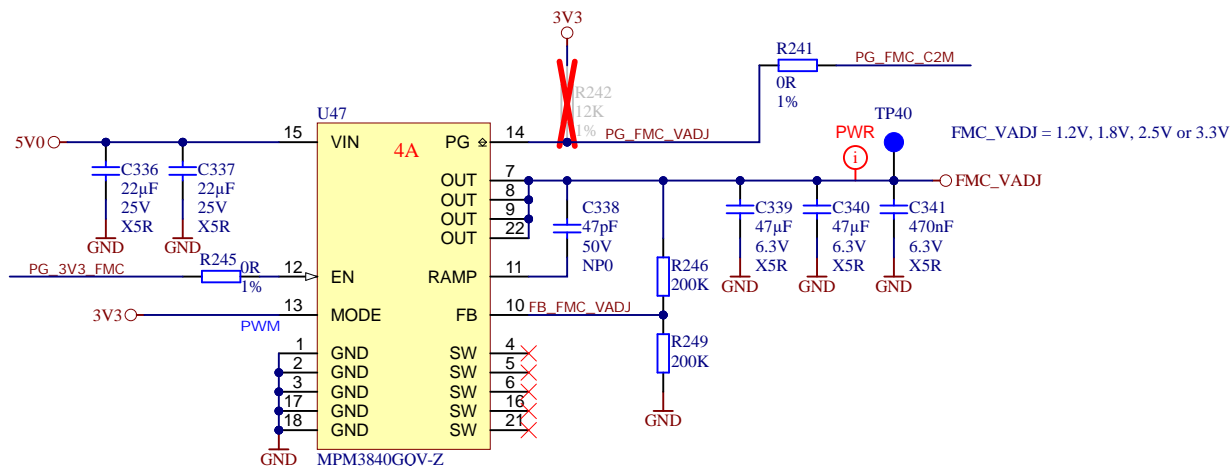 3V3
R241
PG_FMC_C2M
0R
1%
R242
12K
1%
U47
TP40
5V0
15
VIN
4A
PG
14
PG_FMC_VADJ
PWR
i
FMC_VADJ = 1.2V, 1.8V, 2.5V or 3.3V
C336
22µF
25V
X5R
GND
C337
22µF
25V
X5R
GND
OUT
7
OUT
8
OUT
9
OUT
22
FMC_VADJ
C338
47pF
50V
NP0
C339
47µF
6.3V
X5R
GND
C340
47µF
6.3V
X5R
GND
C341
470nF
6.3V
X5R
GND
PG_3V3_FMC
R245
0R
1%
12
EN
RAMP
11
R246
200K
3V3
PWM
13
MODE
FB
10
FB_FMC_VADJ
R249
200K
GND
1
GND
SW
4
2
GND
SW
5
3
GND
SW
6
17
GND
SW
16
18
GND
SW
21
GND
MPM3840GQV-Z